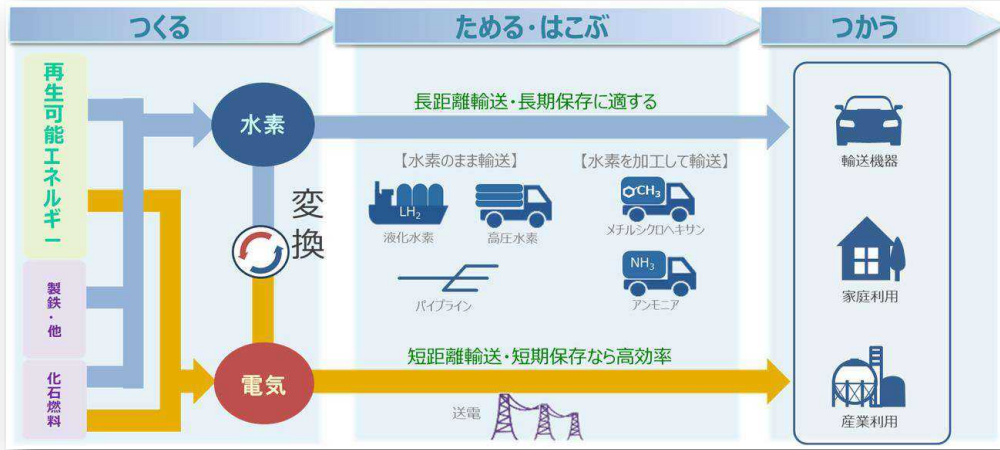 つくる
ためる・はこぶ
つかう
再生可能エネルギー
製鉄・他
化石燃料
水素
変換
電気
長距離輸送・長期保存に適する
【水素のまま輸送】
【水素を加工して輸送】
LH₂
液化水素
高圧水素
CH₃
メチルシクロヘキサン
パイプライン
NH₃
アンモニア
短距離輸送・短期保存なら高効率
送電
輸送機器
家庭利用
産業利用